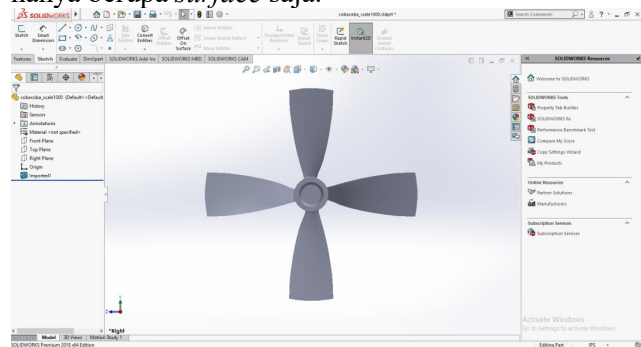 hanya berupa surface saja.
SOLIDWORKS
cobacoba_scale1000.sldprt *
Search Commands
Sketch
Smart Dimension
Convert Entities
Offset Entities
Offset On Surface
Mirror Entities
Linear Sketch Pattern
Move Entities
Display/Delete Relations
Repair Sketch
Rapid Sketch
Instant2D
Shaded Sketch Contours
Features Sketch Evaluate DimXpert SOLIDWORKS Add-Ins SOLIDWORKS MBD SOLIDWORKS CAM
cobacoba_scale1000 (Default<<Default
History
Sensors
Annotations
Material <not specified>
Front Plane
Top Plane
Right Plane
Origin
Imported1
SOLIDWORKS Resources
Welcome to SOLIDWORKS
SOLIDWORKS Tools
Property Tab Builder
SOLIDWORKS Rx
Performance Benchmark Test
Compare My Score
Copy Settings Wizard
My Products
Online Resources
Partner Solutions
Manufacturers
Subscription Services
Subscription Services
*Right
Activate Windows
Go to Settings to activate Windows.
Model 3D Views Motion Study 1
SOLIDWORKS Premium 2018 x64 Edition
Editing Part IPS